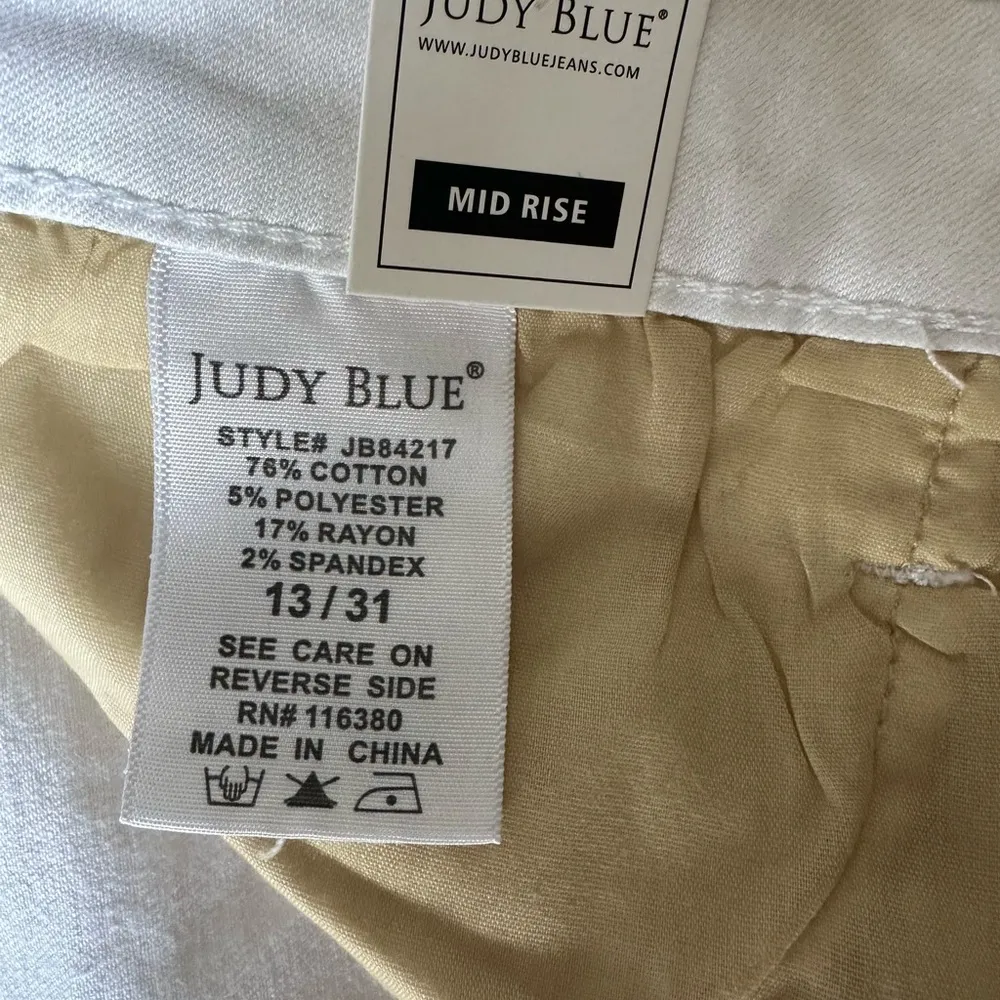 JUDY BLUE®
WWW.JUDYBLUEJEANS.COM
MID RISE
JUDY BLUE®
STYLE# JB84217
76% COTTON
5% POLYESTER
17% RAYON
2% SPANDEX
13 / 31
SEE CARE ON
REVERSE SIDE
RN# 116380
MADE IN CHINA